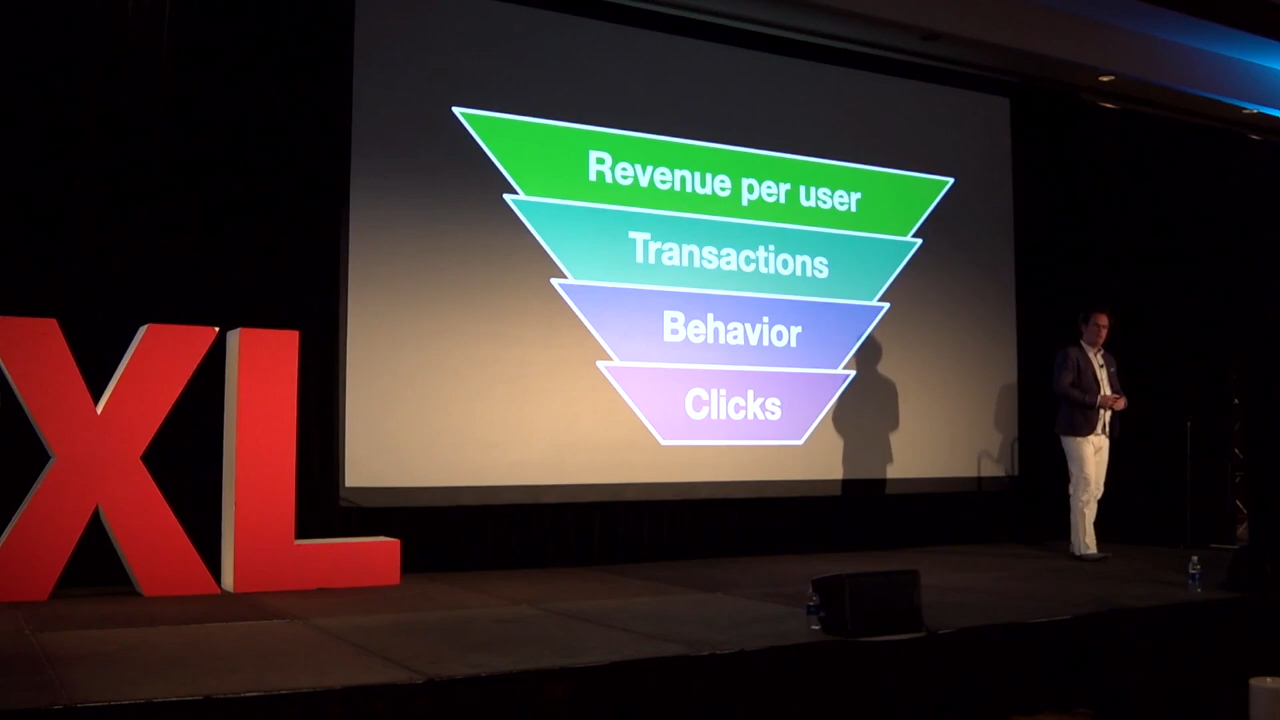 Revenue per user
Transactions
Behavior
Clicks
XL